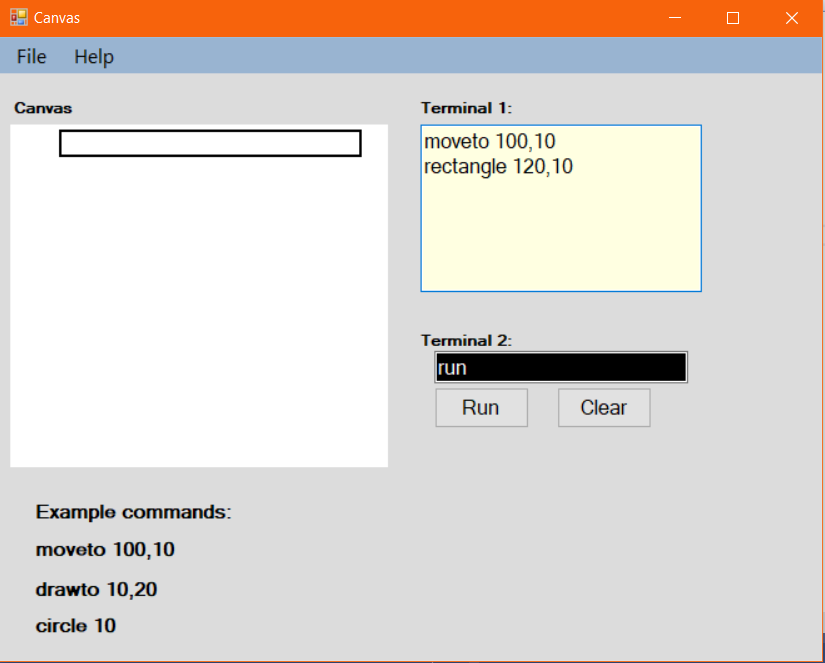 Canvas
File Help
Canvas
Terminal 1:
moveto 100,10
rectangle 120,10
Terminal 2:
run
Run Clear
Example commands:
moveto 100,10
drawto 10,20
circle 10